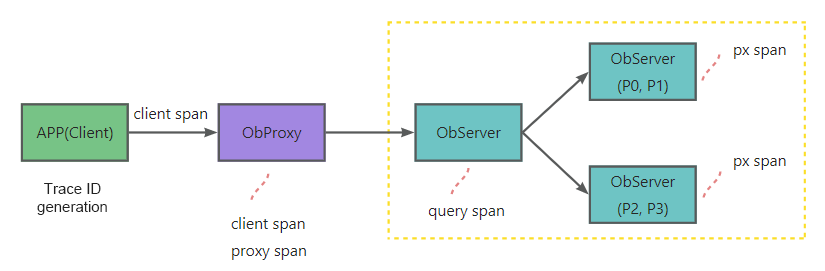 APP(Client)
Trace ID
generation
client span
ObProxy
client span
proxy span
ObServer
query span
ObServer
(P0, P1)
px span
ObServer
(P2, P3)
px span